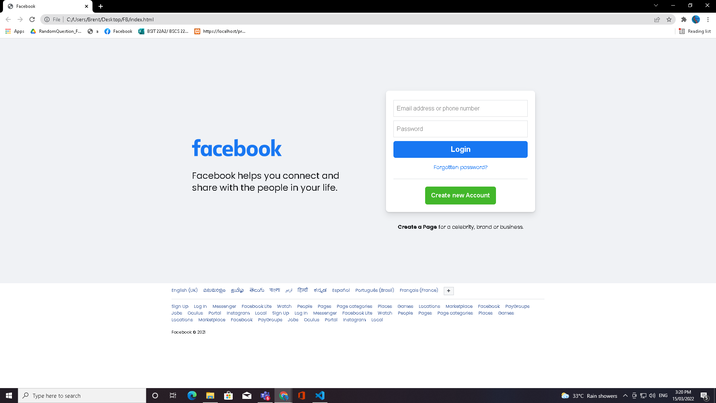 Facebook
File C:/Users/Brent/Desktop/FB/index.html
Apps RandomQuestion_F... a Facebook BSIT 22A2/ BSCS 22... https://localhost/pi... Reading list
Email address or phone number
Password
Login
Forgotten password?
Create new Account
facebook
Facebook helps you connect and
share with the people in your life.
Create a Page for a celebrity, brand or business.
English (UK) മലയാളം தமிழ் తెలుగు বাংলা اردو हिन्दी ಕನ್ನಡ Español Português (Brasil) Français (France) +
Sign Up Log In Messenger Facebook Lite Watch People Pages Page categories Places Games Locations Marketplace Facebook PayGroups
Jobs Oculus Portal Instagram Local Sign Up Log in Messenger Facebook Lite Watch People Pages Page categories Places Games
Locations Marketplace Facebook PayGroups Jobs Oculus Portal Instagram Local
Facebook © 2021
Type here to search
33°C Rain showers ENG 3:20 PM
15/03/2022